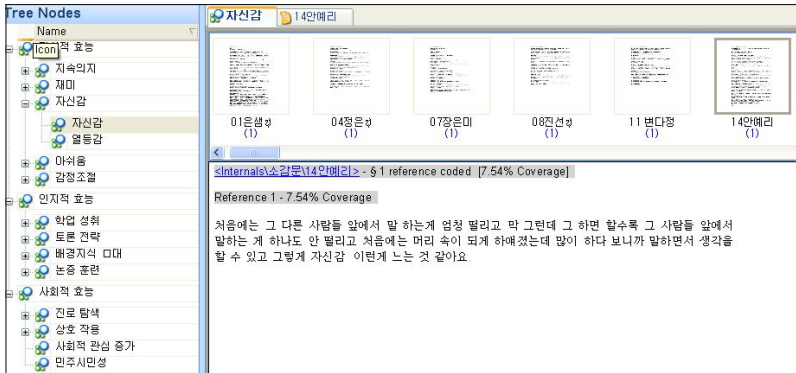 Tree Nodes
Name
Icon
적 효능
지속의지
재미
자신감
자신감
열등감
아쉬움
감정조절
인지적 효능
학업 성취
토론 전략
배경지식
논증 훈련
사회적 효능
진로 탐색
상호 작용
사회적 관심 증가
민주시민성
자신감
14안예리
01은샘
(1)
04정은
(1)
07장은미
(1)
08진선
(1)
11 변다정
(1)
14안예리
(1)
<Internals\소감문\14안예리> - § 1 reference coded [7.54% Coverage]
Reference 1 - 7.54% Coverage
처음에는 그 다른 사람들 앞에서 말 하는게 엄청 떨리고 막 그런데 그 하면 할수록 그 사람들 앞에서
말하는 게 하나도 안 떨리고 처음에는 머리 속이 되게 하얘졌는데 많이 하다 보니까 말하면서 생각을
할 수 있고 그렇게 자신감 이런게 느는 것 같아요.